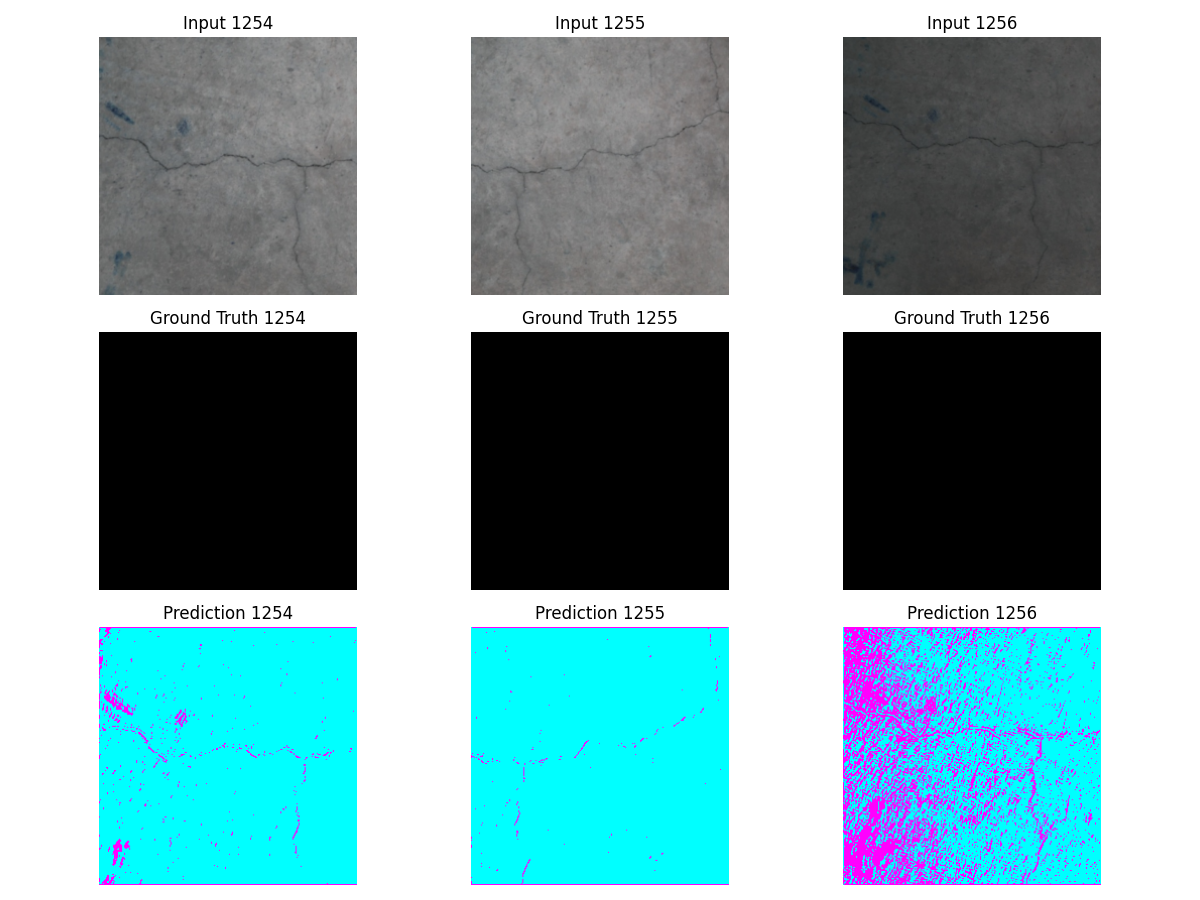 Input 1254
Input 1255
Input 1256
Ground Truth 1254
Ground Truth 1255
Ground Truth 1256
Prediction 1254
Prediction 1255
Prediction 1256